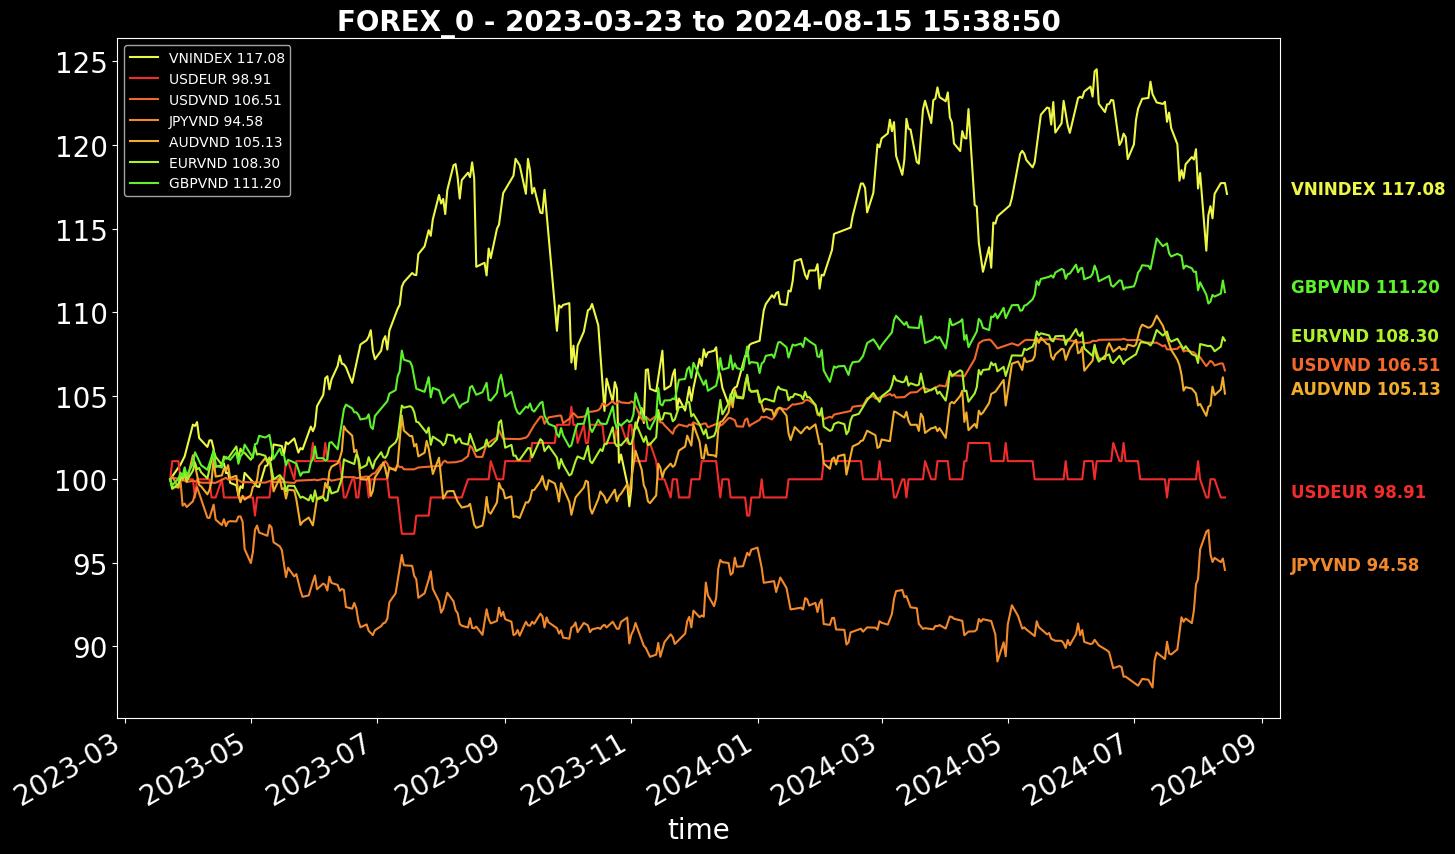 FOREX_0 - 2023-03-23 to 2024-08-15 15:38:50
VNINDEX 117.08
USDEUR 98.91
USDVND 106.51
JPYVND 94.58
AUDVND 105.13
EURVND 108.30
GBPVND 111.20
125
120
115
110
105
100
95
90
VNINDEX 117.08
GBPVND 111.20
EURVND 108.30
USDVND 106.51
AUDVND 105.13
USDEUR 98.91
JPYVND 94.58
2023-03
2023-05
2023-07
2023-09
2023-11
2024-01
2024-03
2024-05
2024-07
2024-09
time